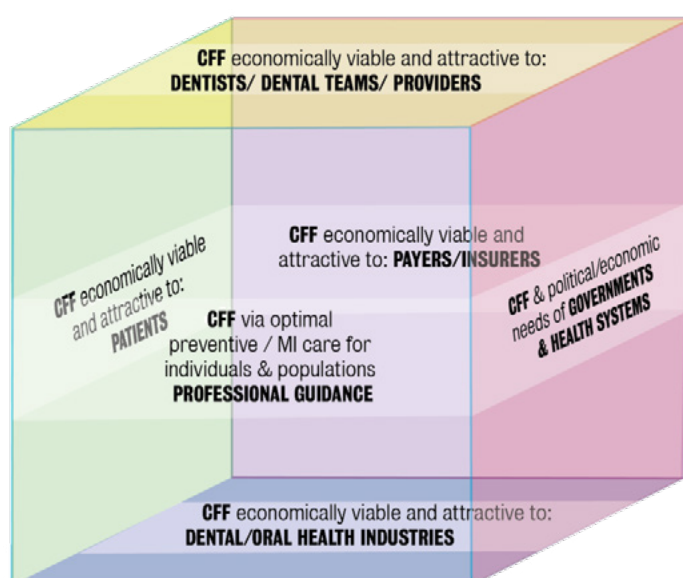 CFF economically viable and attractive to:
DENTISTS/ DENTAL TEAMS/ PROVIDERS
CFF economically viable and
attractive to: PAYERS/INSURERS
CFF economically viable
and attractive to:
PATIENTS
CFF & political/economic
needs of GOVERNMENTS
& HEALTH SYSTEMS
CFF via optimal
preventive / MI care for
individuals & populations
PROFESSIONAL GUIDANCE
CFF economically viable and attractive to:
DENTAL/ORAL HEALTH INDUSTRIES